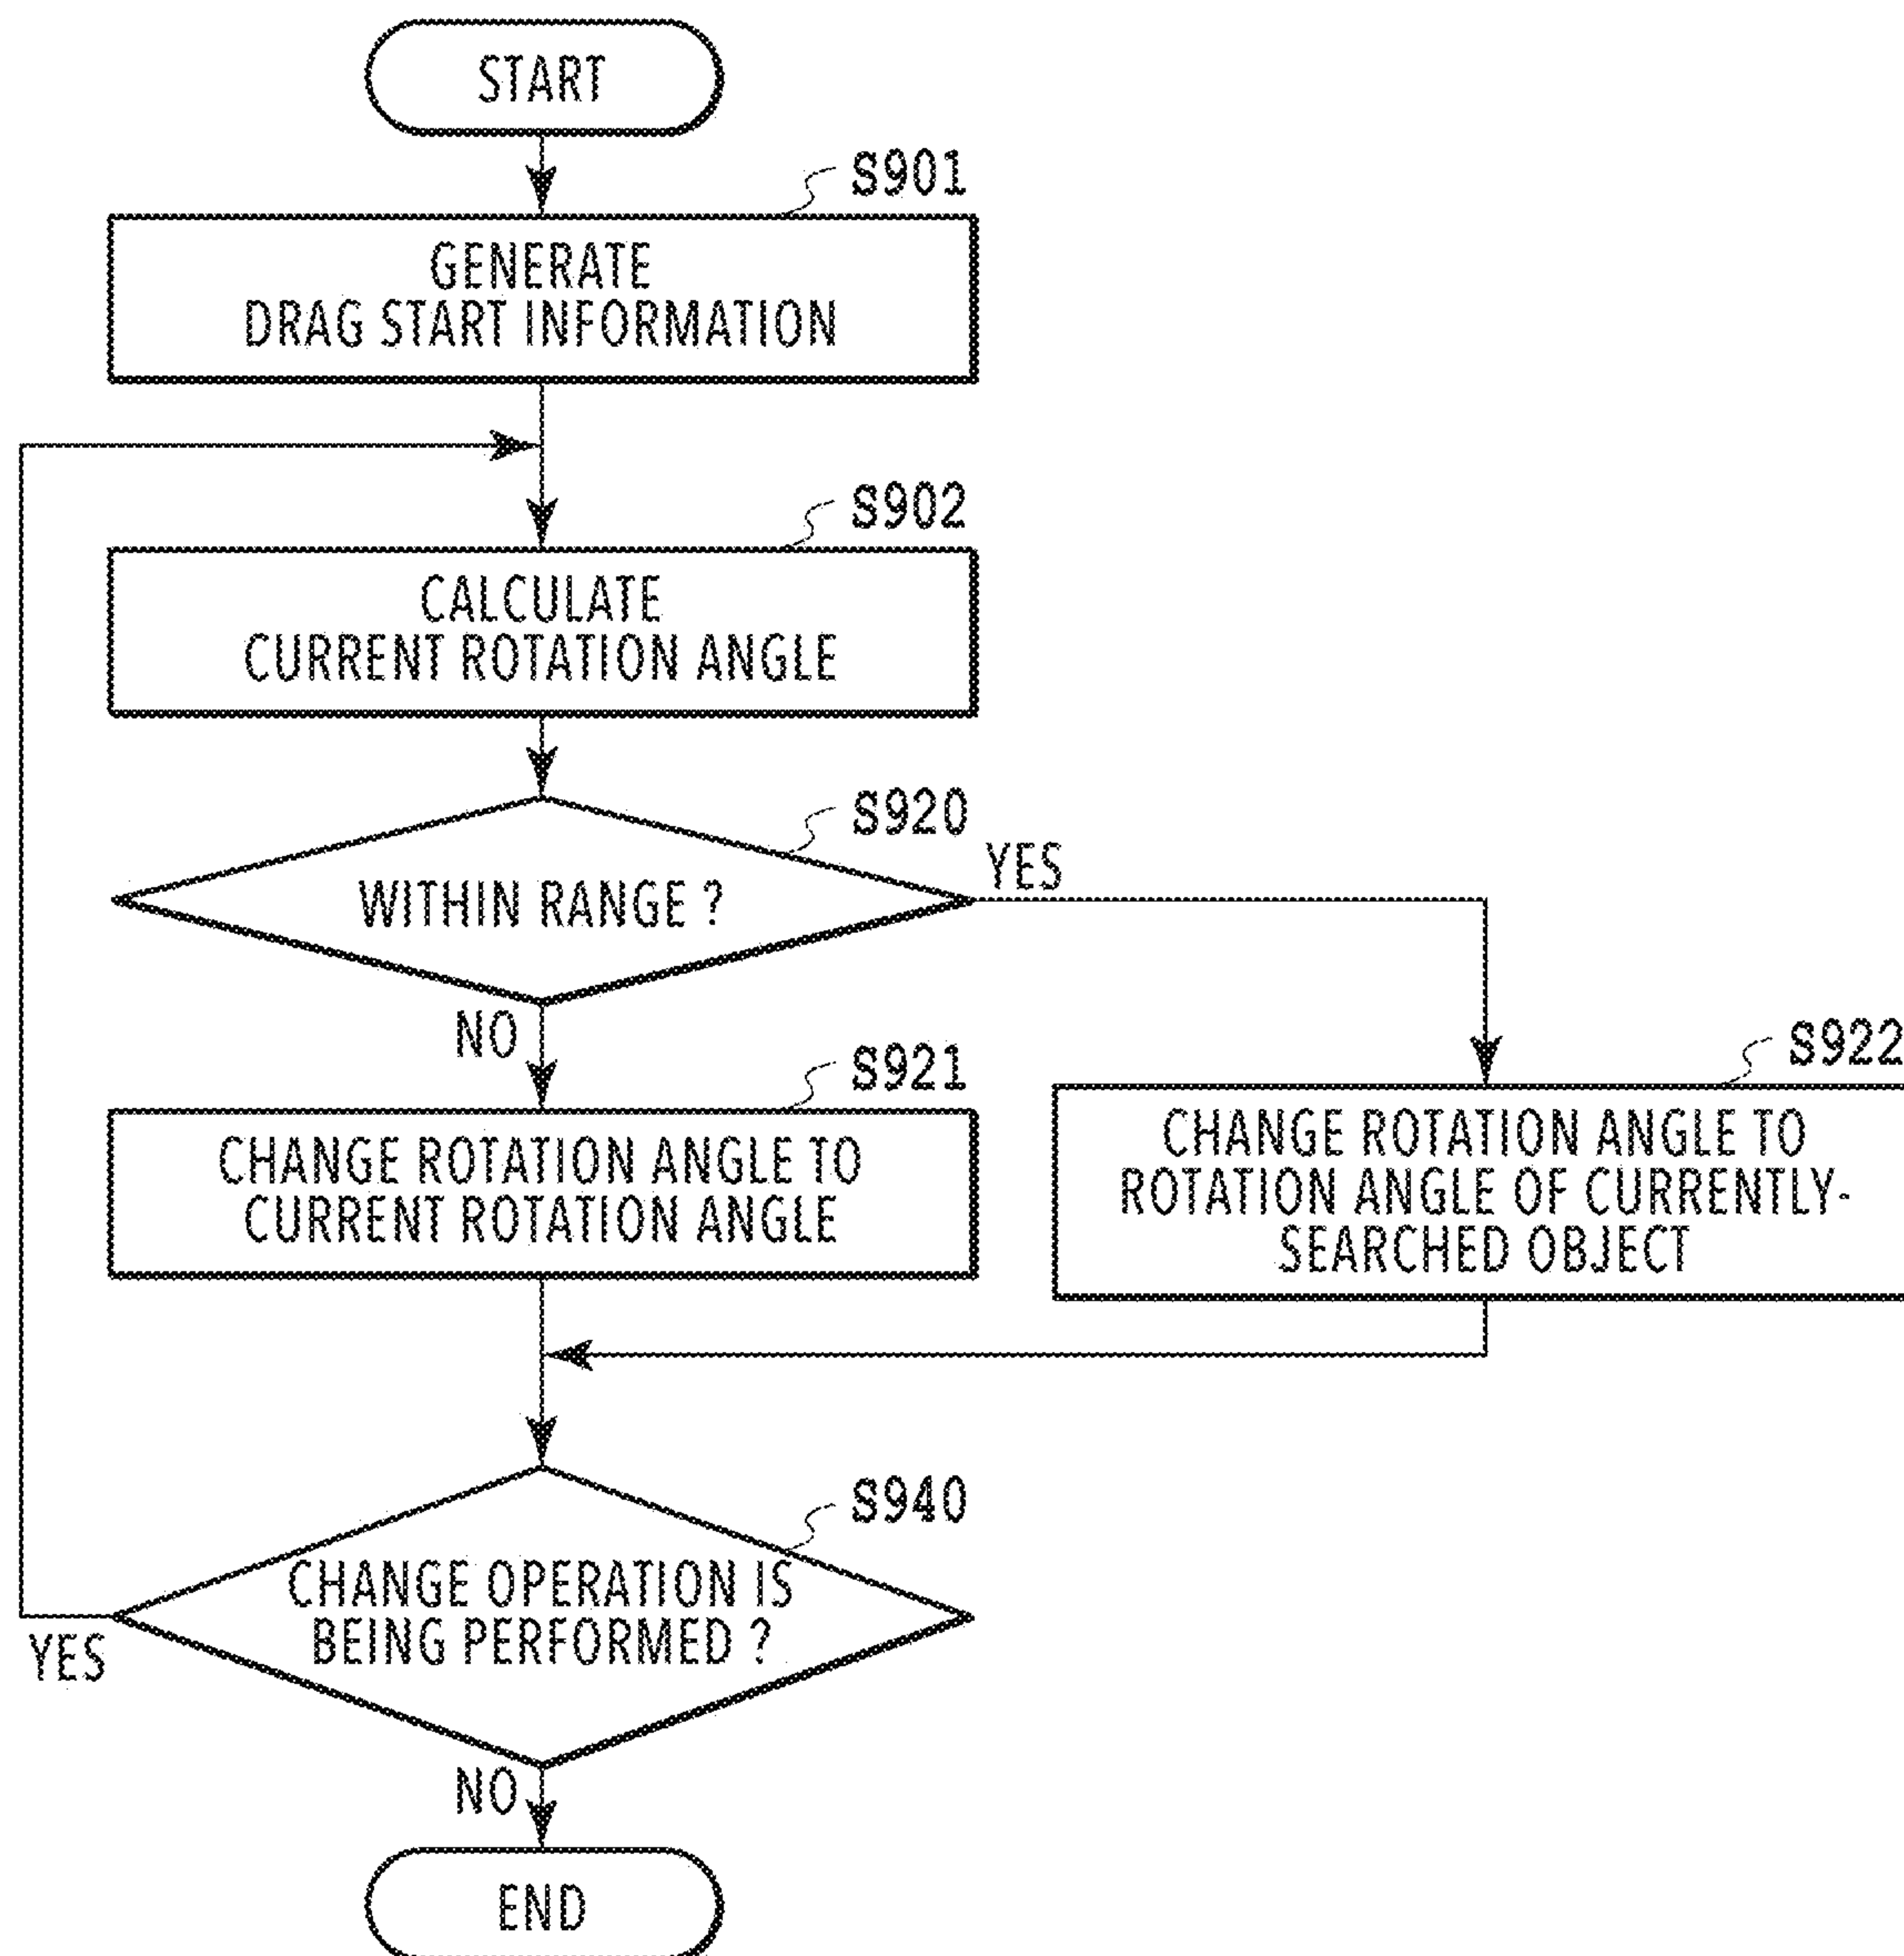 START
S901
GENERATE
DRAG START INFORMATION
S902
CALCULATE
CURRENT ROTATION ANGLE
S920
WITHIN RANGE ?
YES
NO
S921
CHANGE ROTATION ANGLE TO
CURRENT ROTATION ANGLE
S922
CHANGE ROTATION ANGLE TO
ROTATION ANGLE OF CURRENTLY-
SEARCHED OBJECT
S940
CHANGE OPERATION IS
BEING PERFORMED ?
YES
NO
END